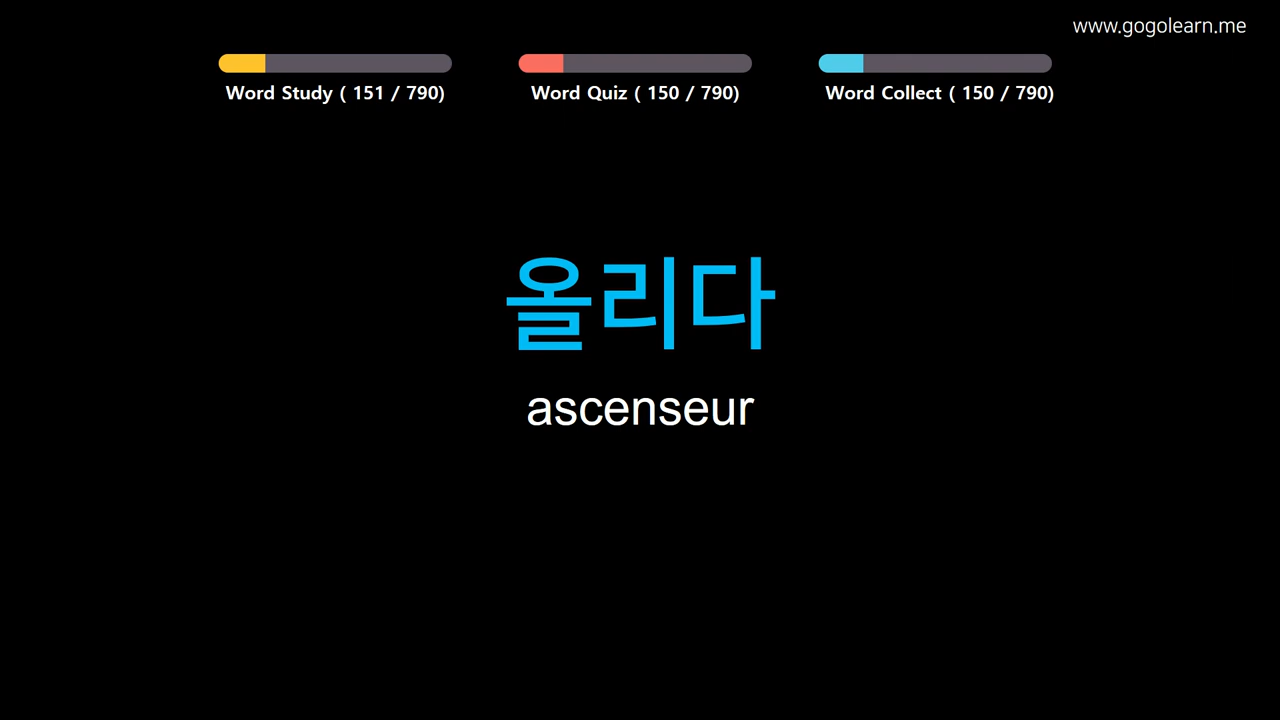 www.gogolearn.me
Word Study ( 151 / 790)
Word Quiz ( 150 / 790)
Word Collect ( 150 / 790)
올리다
ascenseur